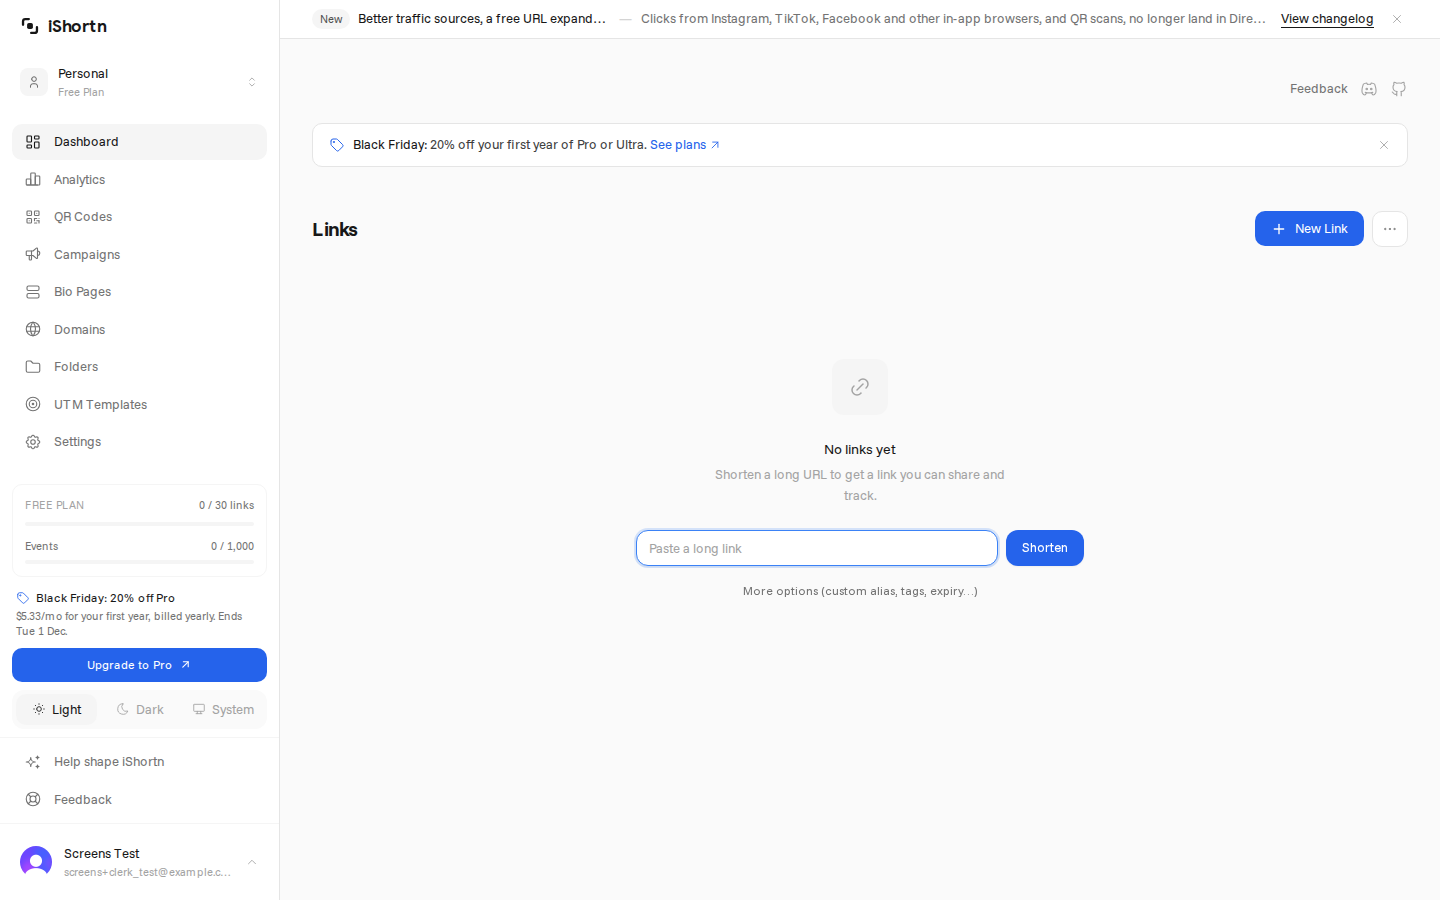 iShortn
Personal
Free Plan
Dashboard
Analytics
QR Codes
Campaigns
Bio Pages
Domains
Folders
UTM Templates
Settings
FREE PLAN 0 / 30 links
Events 0 / 1,000
Black Friday: 20% off Pro
$5.33/mo for your first year, billed yearly. Ends
Tue 1 Dec.
Upgrade to Pro
Light Dark System
Help shape iShortn
Feedback
Screens Test
screens+clerk_test@example.c...
New Better traffic sources, a free URL expand... — Clicks from Instagram, TikTok, Facebook and other in-app browsers, and QR scans, no longer land in Dire... View changelog
Feedback
Black Friday: 20% off your first year of Pro or Ultra. See plans
Links
New Link
No links yet
Shorten a long URL to get a link you can share and
track.
Paste a long link
Shorten
More options (custom alias, tags, expiry...)